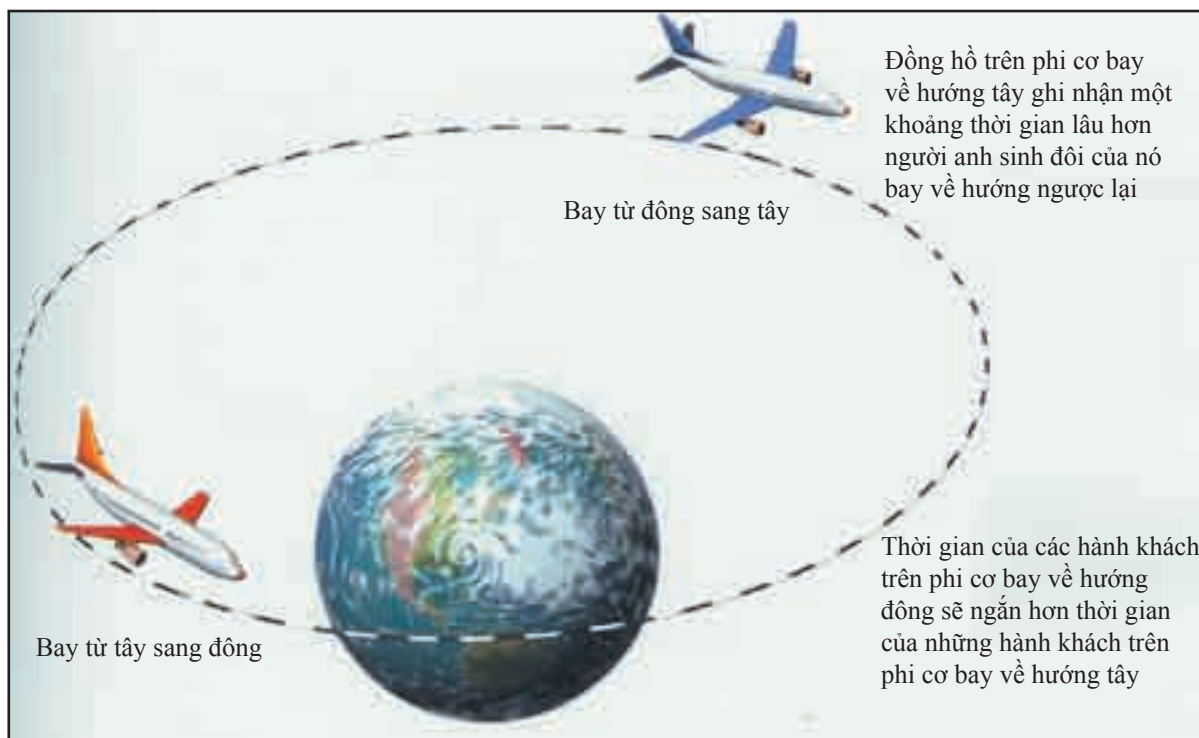 Đồng hồ trên phi cơ bay
về hướng tây ghi nhận một
khoảng thời gian lâu hơn
người anh sinh đôi của nó
bay về hướng ngược lại
Bay từ đông sang tây
Thời gian của các hành khách
trên phi cơ bay về hướng
đông sẽ ngắn hơn thời gian
của những hành khách trên
phi cơ bay về hướng tây
Bay từ tây sang đông